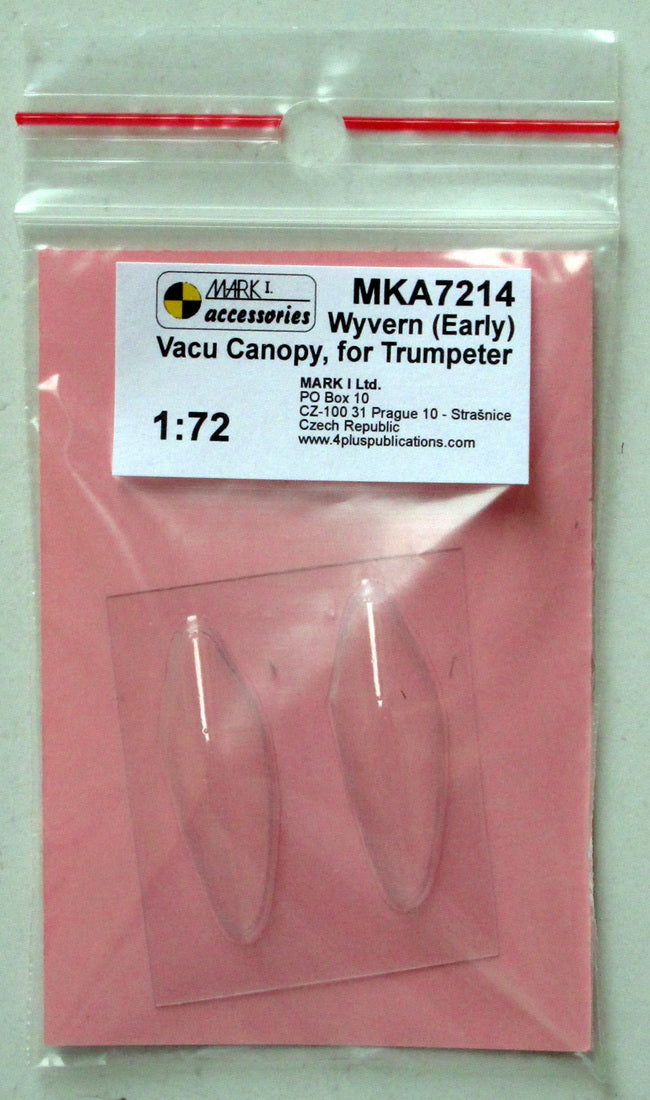 MARK I.
accessories
MKA7214
Wyvern (Early)
Vacu Canopy, for Trumpeter
1:72
MARK I Ltd.
PO Box 10
CZ-100 31 Prague 10 - Strašnice
Czech Republic
www.4pluspublications.com